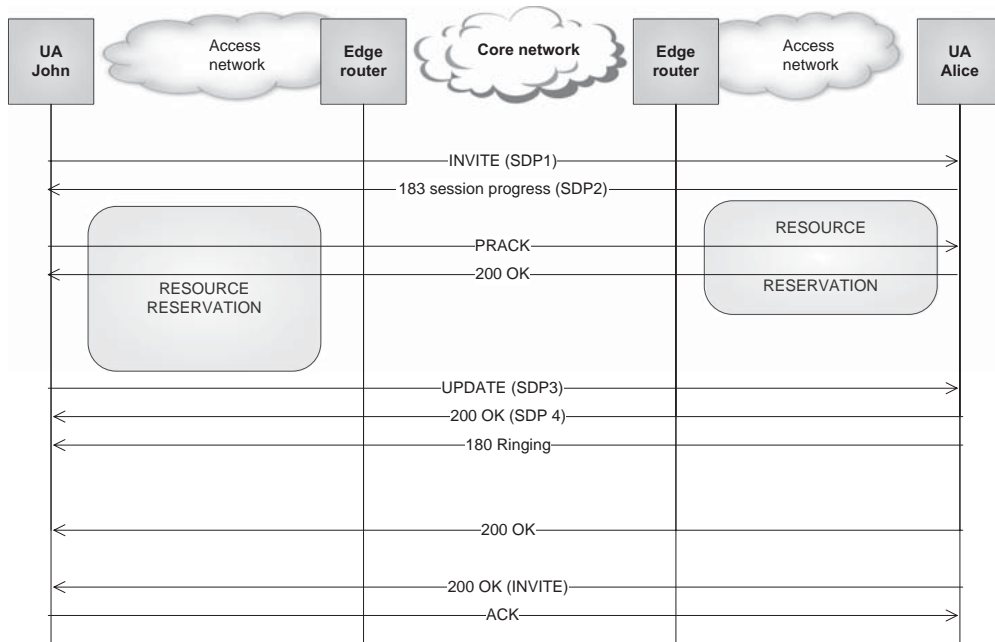 UA
John
Access
network
Edge
router
Core network
Edge
router
Access
network
UA
Alice
INVITE (SDP1)
183 session progress (SDP2)
RESOURCE
PRACK
200 OK
RESOURCE
RESERVATION
RESERVATION
UPDATE (SDP3)
200 OK (SDP 4)
180 Ringing
200 OK
200 OK (INVITE)
ACK